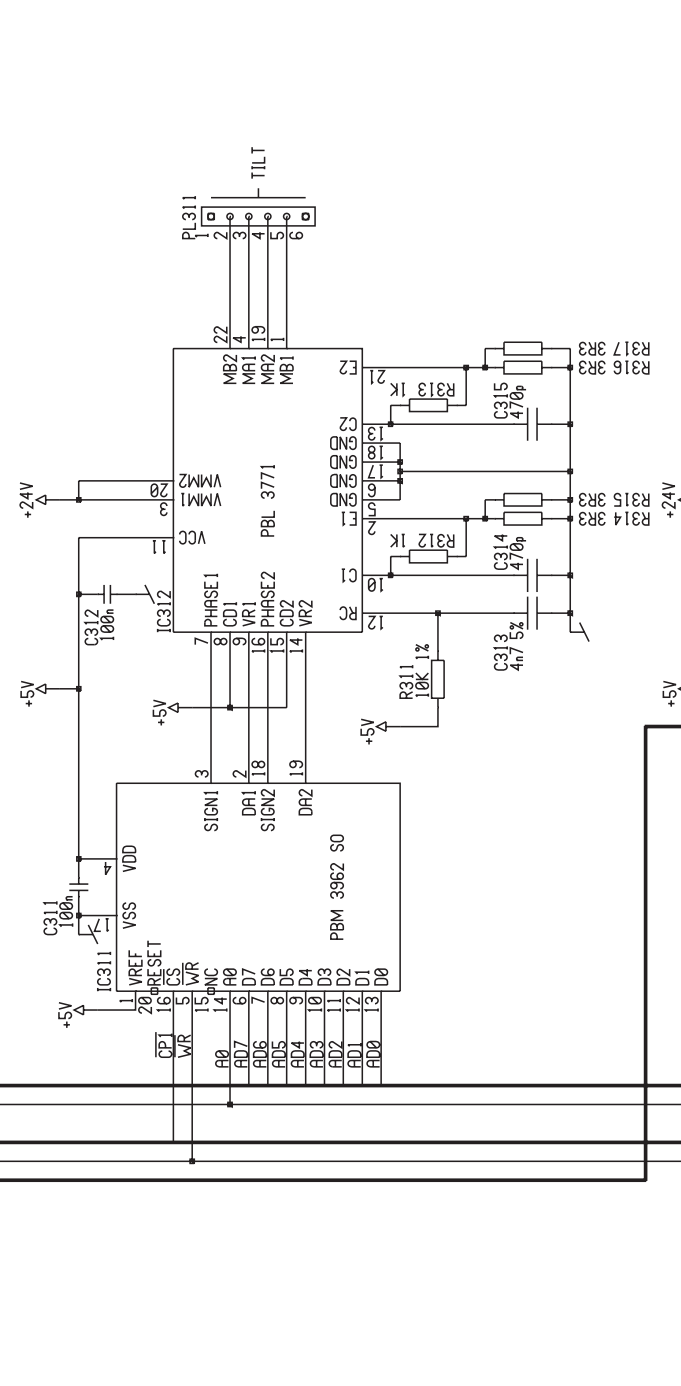 TILT
PL311
1
2
3
4
5
6
22
4
19
1
MB2
MA1
MA2
MB1
+24V
VMM2
20
VMM1
3
VCC
11
PBL 3771
E2
21
C2
13
GND
18
GND
17
GND
6
GND
5
E1
2
C1
10
RC
12
R313 1K
R312 1K
C315
470p
C314
470p
C313
4n7 5%
R317 3R3
R316 3R3
R315 3R3
R314 3R3
+24V
C312
100n
IC312
PHASE1
CD1
VR1
PHASE2
CD2
VR2
7
8
9
16
15
14
+5V
+5V
+5V
R311
10K 1%
+5V
3
2
18
19
SIGN1
DA1
SIGN2
DA2
4
VDD
17
VSS
C311
100n
PBM 3962 SO
IC311
VREF
RESET
CS
WR
NC
A0
D7
D6
D5
D4
D3
D2
D1
D0
+5V
1
20
16
5
15
14
6
7
8
9
10
11
12
13
CP1
WR
A0
AD7
AD6
AD5
AD4
AD3
AD2
AD1
AD0